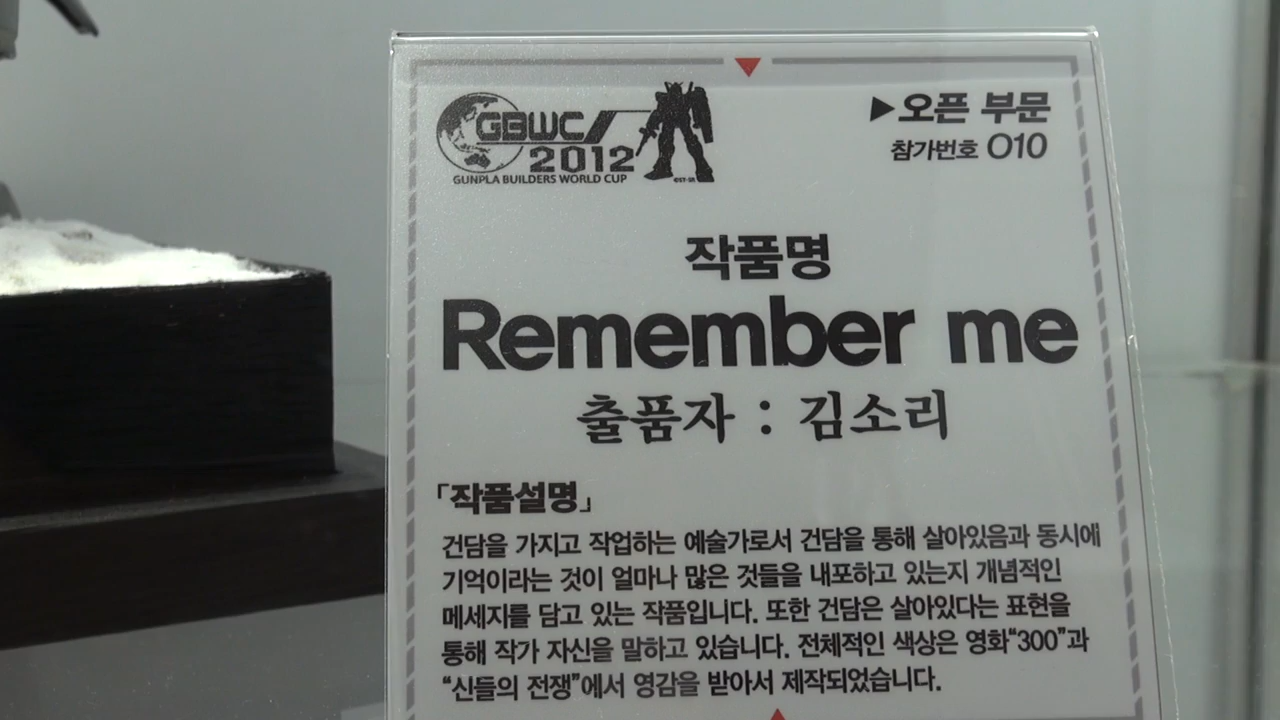 GBWC
2012
GUNPLA BUILDERS WORLD CUP
▶오픈 부문
참가번호 010
작품명
Remember me
출품자 : 김소리
「작품설명」
건담을 가지고 작업하는 예술가로서 건담을 통해 살아있음과 동시에
기억이라는 것이 얼마나 많은 것들을 내포하고 있는지 개념적인
메세지를 담고 있는 작품입니다. 또한 건담은 살아있다는 표현을
통해 작가 자신을 말하고 있습니다. 전체적인 색상은 영화“300”과
“신들의 전쟁”에서 영감을 받아서 제작되었습니다.